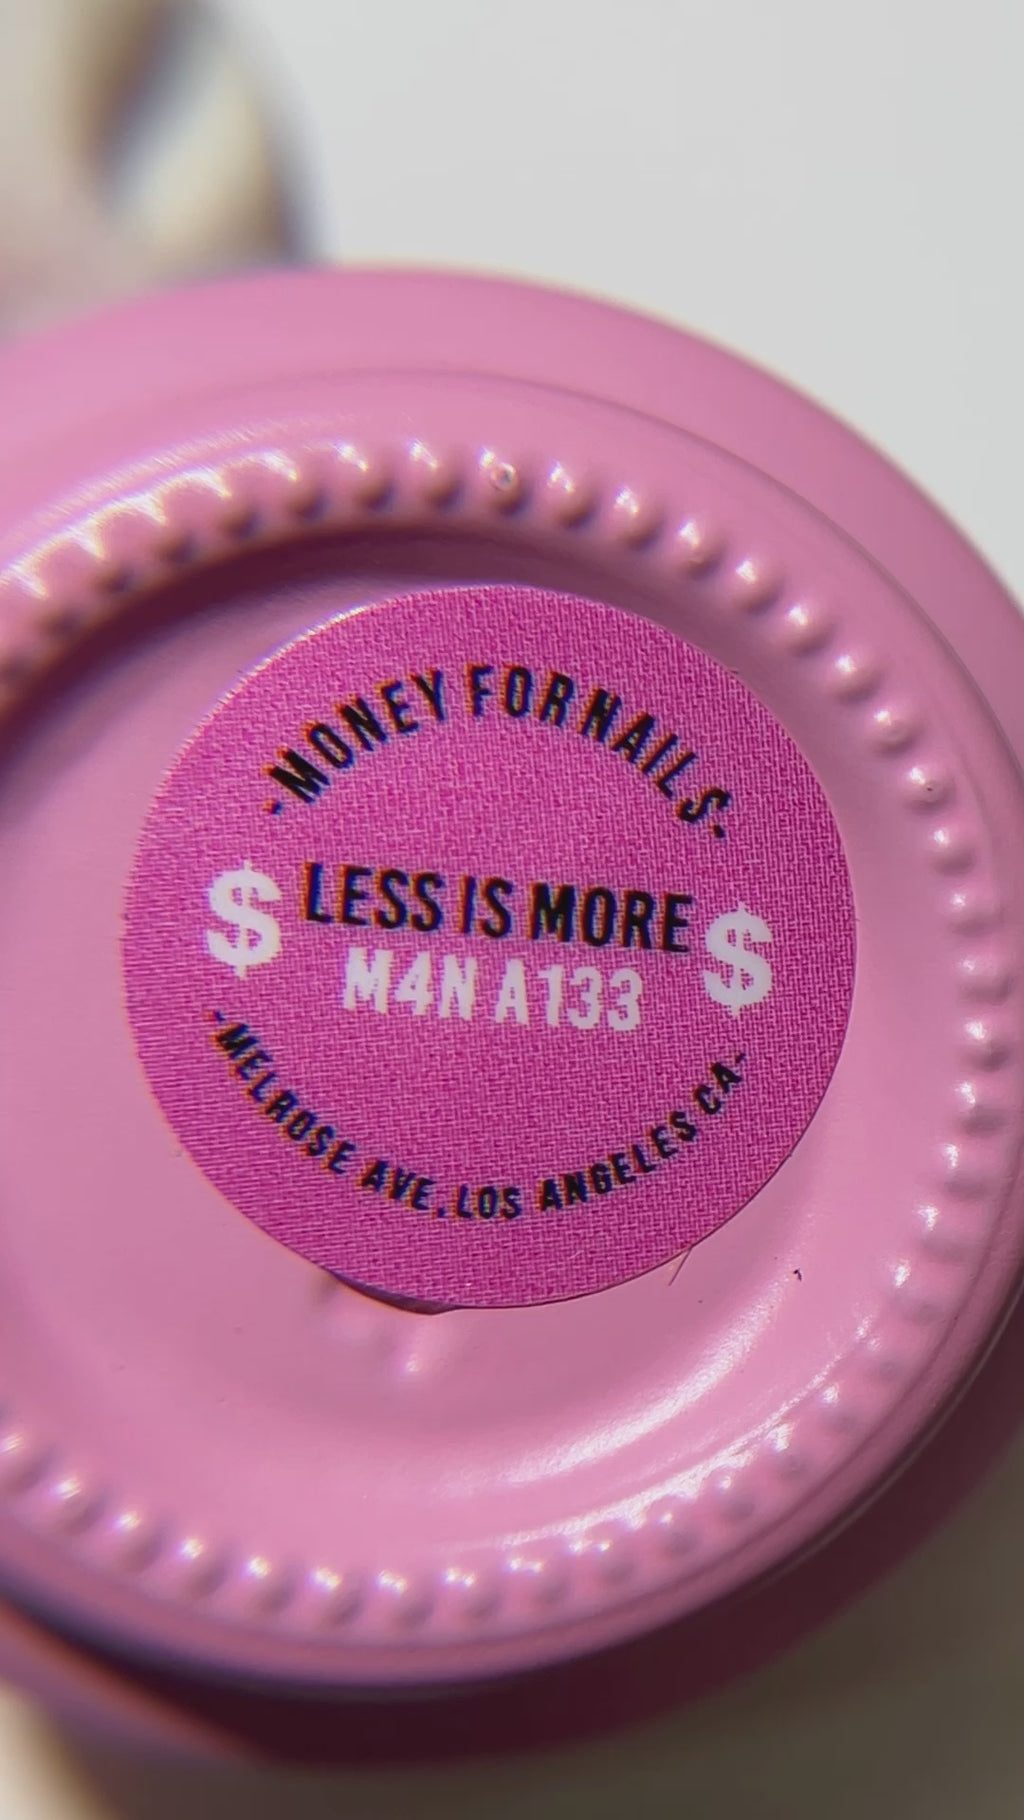 -MONEY FOR NAILS-
$ LESS IS MORE $
M4N A133
-MELROSE AVE, LOS ANGELES CA-